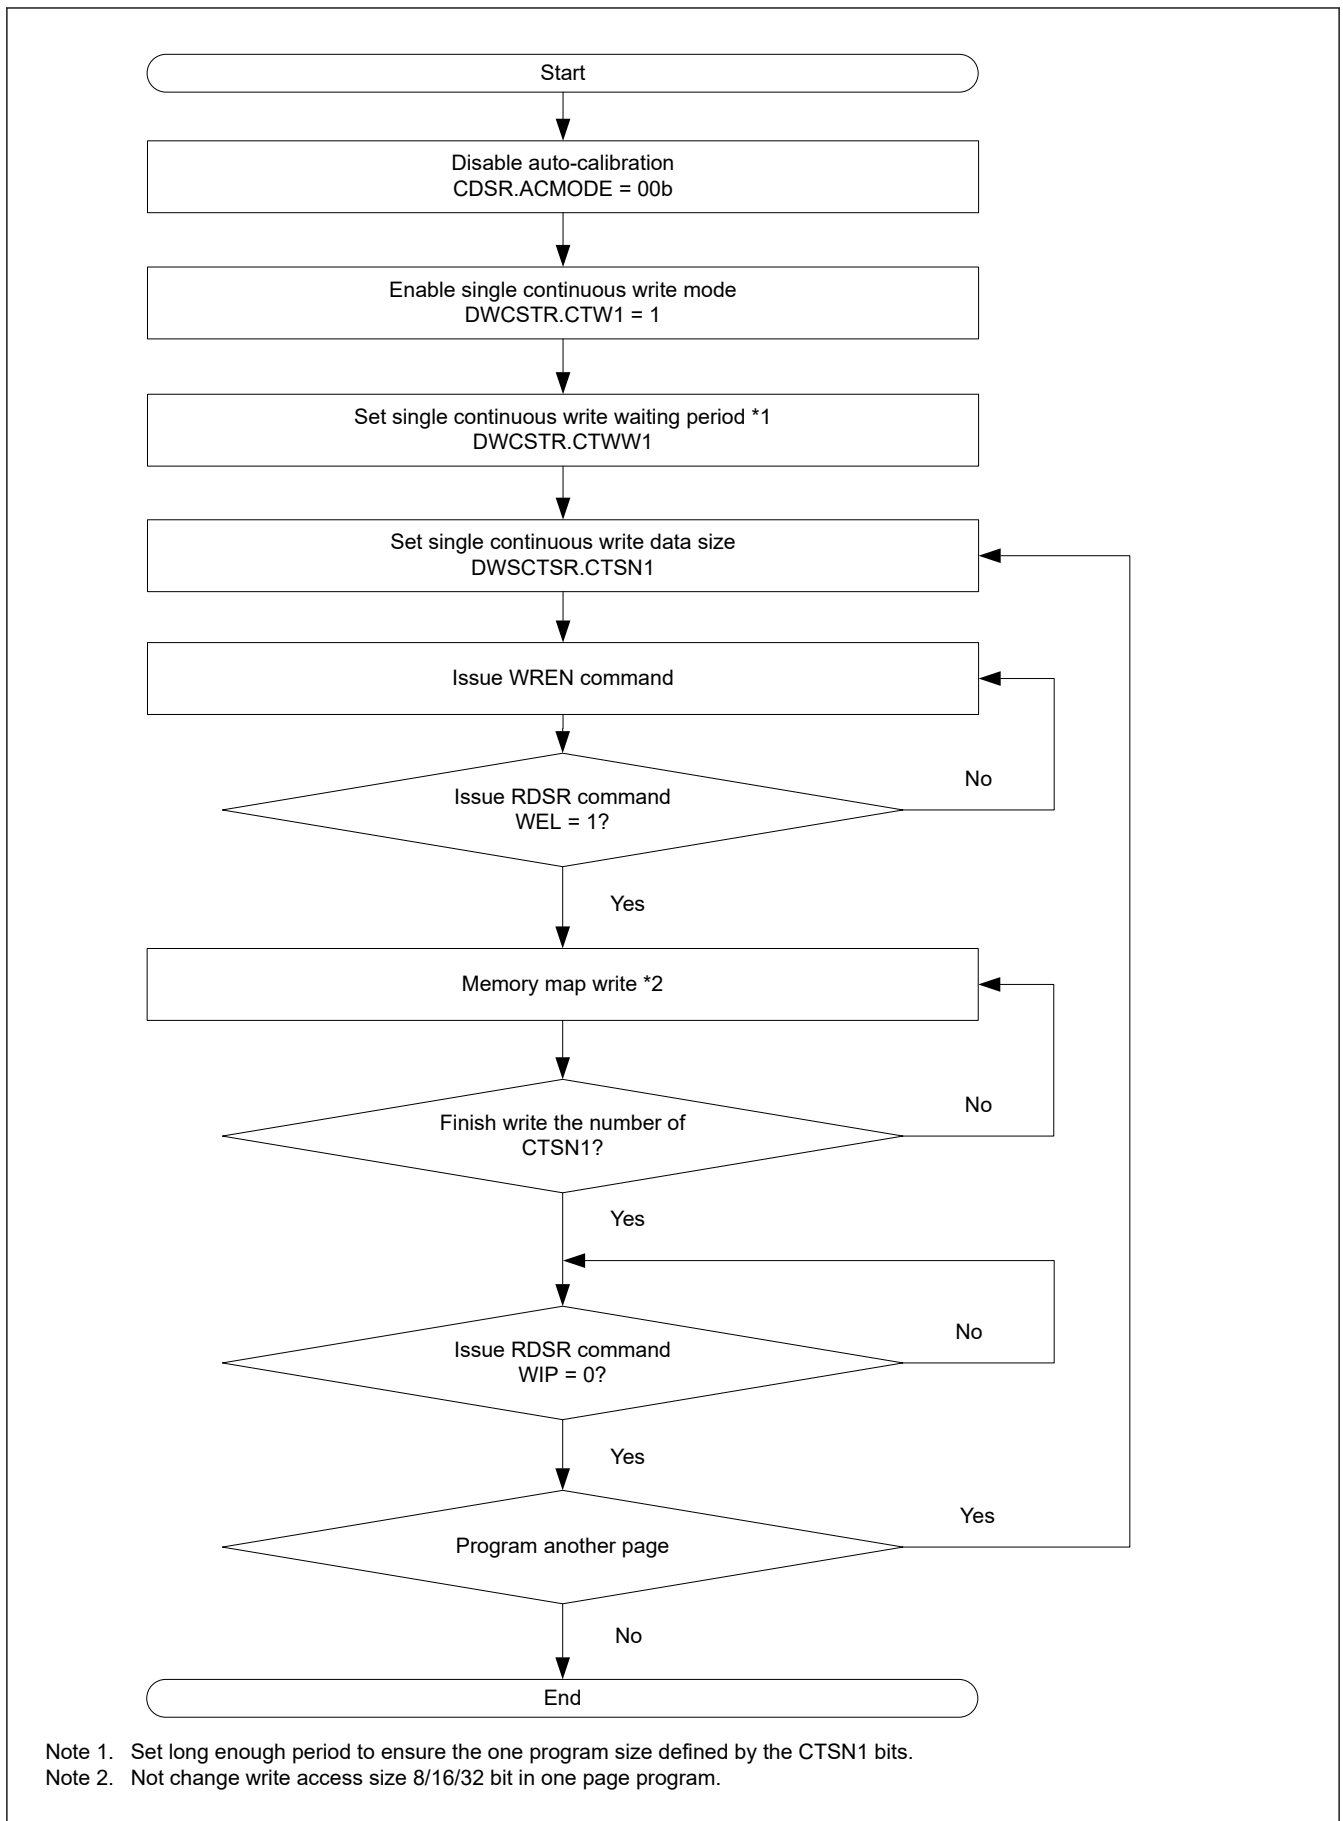 Start
Disable auto-calibration
CDSR.ACMODE = 00b
Enable single continuous write mode
DWCSTR.CTW1 = 1
Set single continuous write waiting period *1
DWCSTR.CTWW1
Set single continuous write data size
DWSCTSR.CTSN1
Issue WREN command
No
Issue RDSR command
WEL = 1?
Yes
Memory map write *2
No
Finish write the number of
CTSN1?
Yes
No
Issue RDSR command
WIP = 0?
Yes
Yes
Program another page
No
End
Note 1. Set long enough period to ensure the one program size defined by the CTSN1 bits.
Note 2. Not change write access size 8/16/32 bit in one page program.